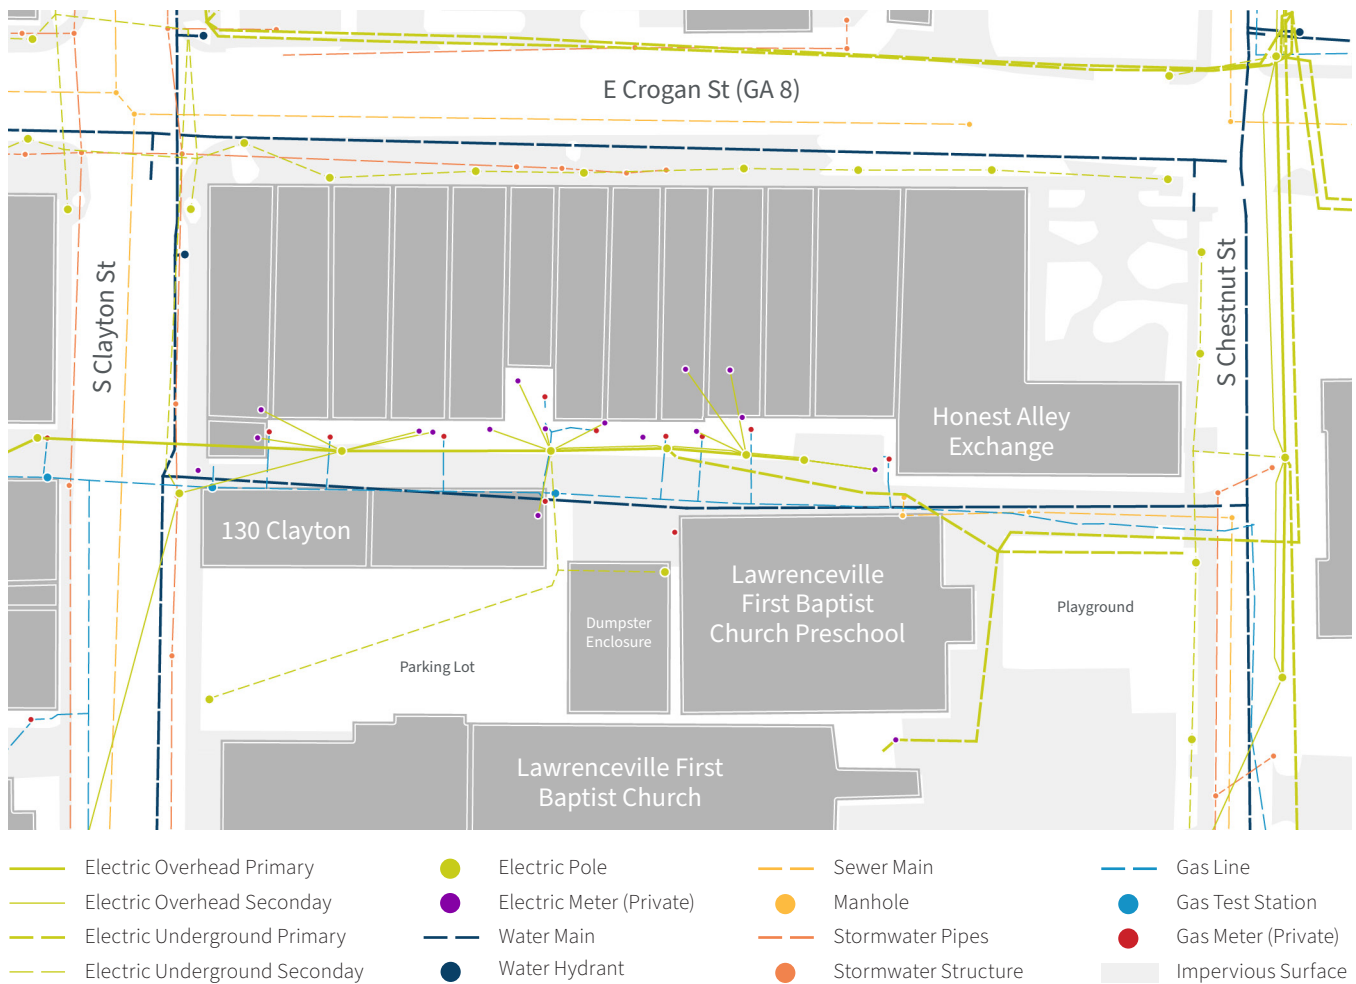 E Crogan St (GA 8)
S Clayton St
S Chestnut St
Honest Alley
Exchange
130 Clayton
Lawrenceville
First Baptist
Church Preschool
Dumpster
Enclosure
Playground
Parking Lot
Lawrenceville First
Baptist Church
Electric Overhead Primary
Electric Overhead Seconday
Electric Underground Primary
Electric Underground Seconday
Electric Pole
Electric Meter (Private)
Water Main
Water Hydrant
Sewer Main
Manhole
Stormwater Pipes
Stormwater Structure
Gas Line
Gas Test Station
Gas Meter (Private)
Impervious Surface